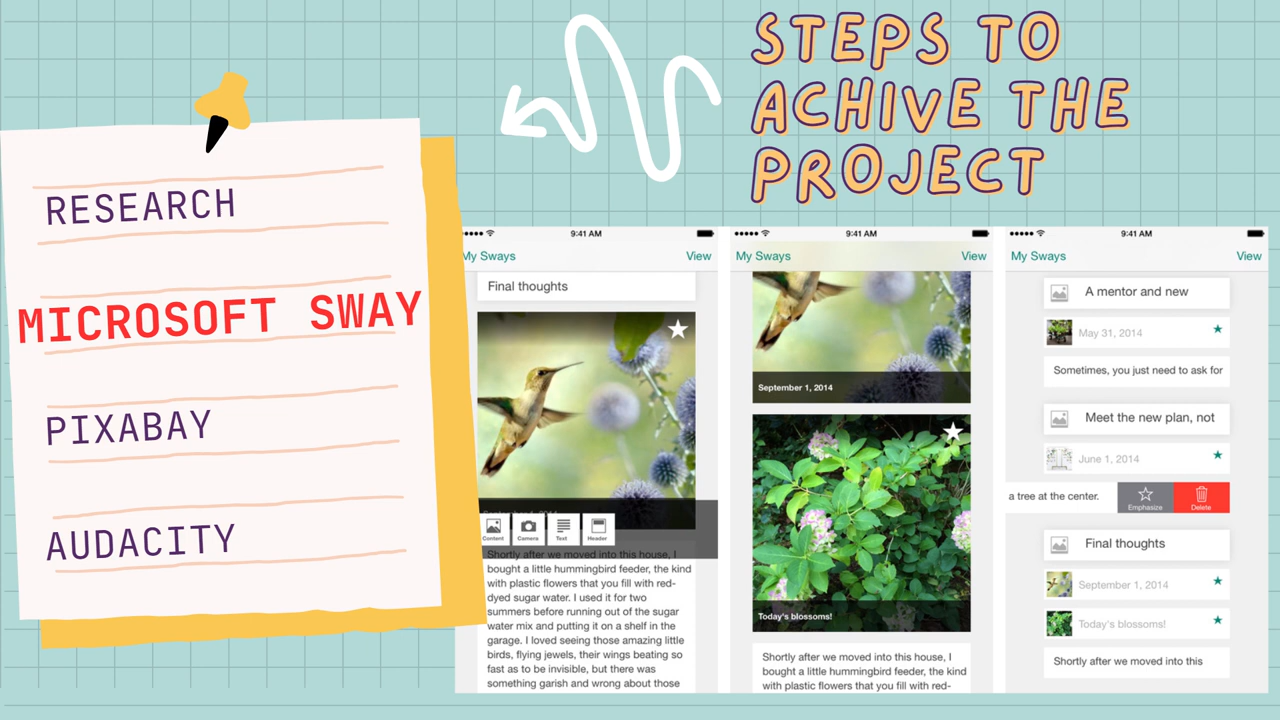 STEPS TO
ACHIVE THE
PROJECT
RESEARCH
MICROSOFT SWAY
PIXABAY
AUDACITY
9:41 AM
My Sways
View
Final thoughts
Content
Camera
Text
Header
Shortly after we moved into this house, I
bought a little hummingbird feeder, the kind
with plastic flowers that you fill with red-
dyed sugar water. I used it for two
summers before running out of the sugar
water mix and putting it on a shelf in the
garage. I loved seeing those amazing little
birds, flying jewels, their wings beating so
fast as to be invisible, but there was
something garish and wrong about those
9:41 AM
My Sways
View
September 1, 2014
Today's blossoms!
Shortly after we moved into this house, I
bought a little hummingbird feeder, the kind
with plastic flowers that you fill with red-
9:41 AM
My Sways
View
A mentor and new
May 31, 2014
Sometimes, you just need to ask for
Meet the new plan, not
June 1, 2014
a tree at the center.
Emphasize
Delete
Final thoughts
September 1, 2014
Today's blossoms!
Shortly after we moved into this